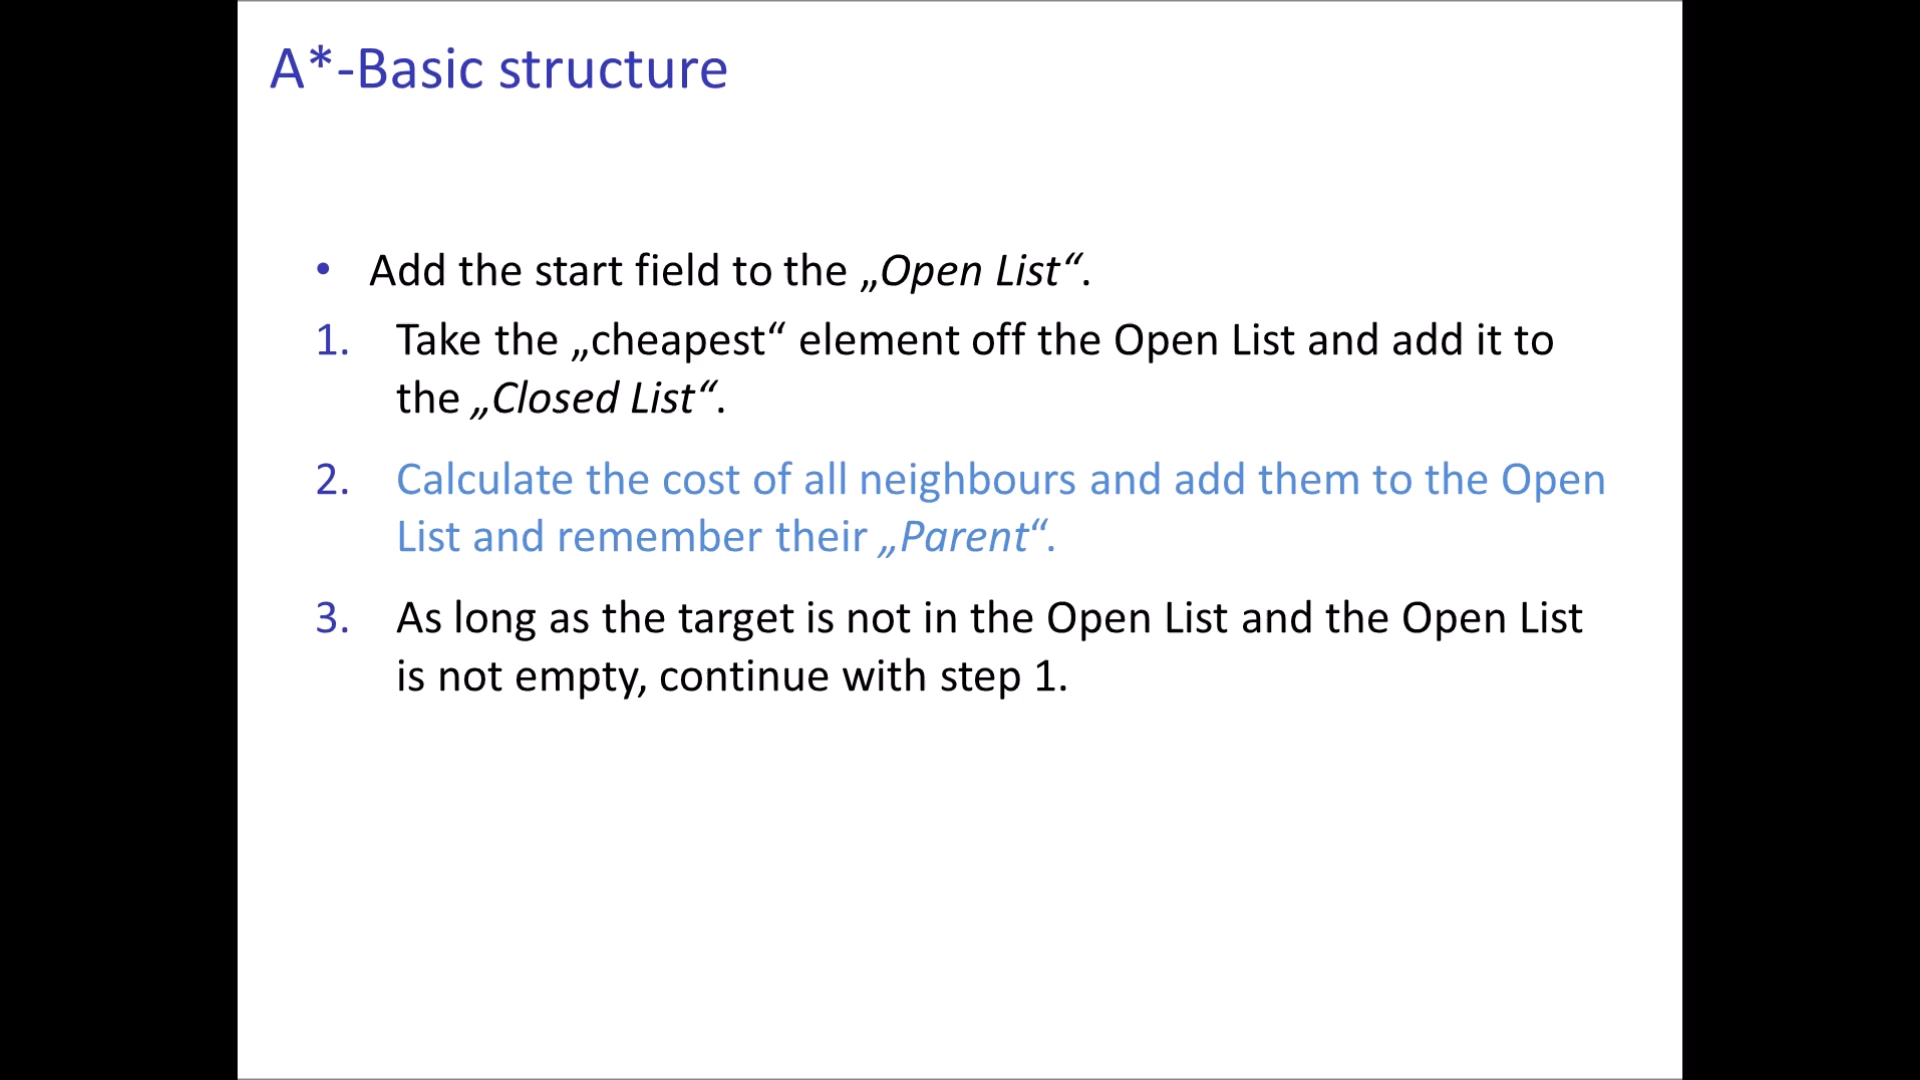 A*-Basic structure
• Add the start field to the „Open List“.
1. Take the „cheapest“ element off the Open List and add it to
the „Closed List“.
2. Calculate the cost of all neighbours and add them to the Open
List and remember their „Parent“.
3. As long as the target is not in the Open List and the Open List
is not empty, continue with step 1.